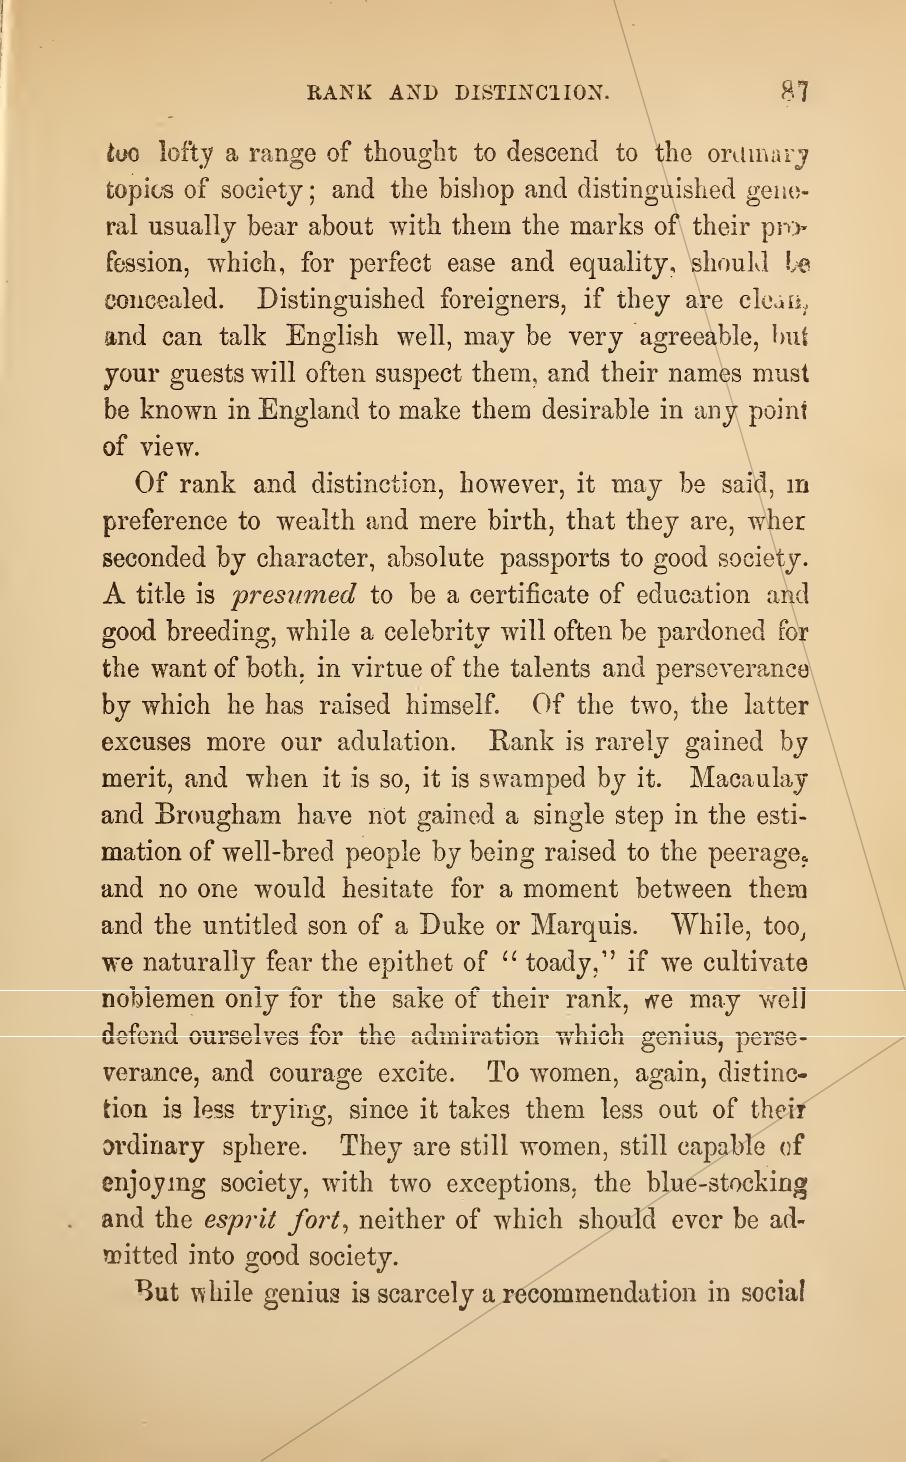 RANK AND DISTINCTION. 87
too lofty a range of thought to descend to the ordinary
topics of society; and the bishop and distinguished gene-
ral usually bear about with them the marks of their pro-
fession, which, for perfect ease and equality, should be
concealed. Distinguished foreigners, if they are clean,
and can talk English well, may be very agreeable, but
your guests will often suspect them, and their names must
be known in England to make them desirable in any point
of view.
Of rank and distinction, however, it may be said, in
preference to wealth and mere birth, that they are, when
seconded by character, absolute passports to good society.
A title is presumed to be a certificate of education and
good breeding, while a celebrity will often be pardoned for
the want of both, in virtue of the talents and perseverance
by which he has raised himself. Of the two, the latter
excuses more our adulation. Rank is rarely gained by
merit, and when it is so, it is swamped by it. Macaulay
and Brougham have not gained a single step in the esti-
mation of well-bred people by being raised to the peerage,
and no one would hesitate for a moment between them
and the untitled son of a Duke or Marquis. While, too,
we naturally fear the epithet of "toady," if we cultivate
noblemen only for the sake of their rank, we may well
defend ourselves for the admiration which genius, perse-
verance, and courage excite. To women, again, distinc-
tion is less trying, since it takes them less out of their
ordinary sphere. They are still women, still capable of
enjoying society, with two exceptions, the blue-stocking
and the esprit fort, neither of which should ever be ad-
mitted into good society.
But while genius is scarcely a recommendation in social